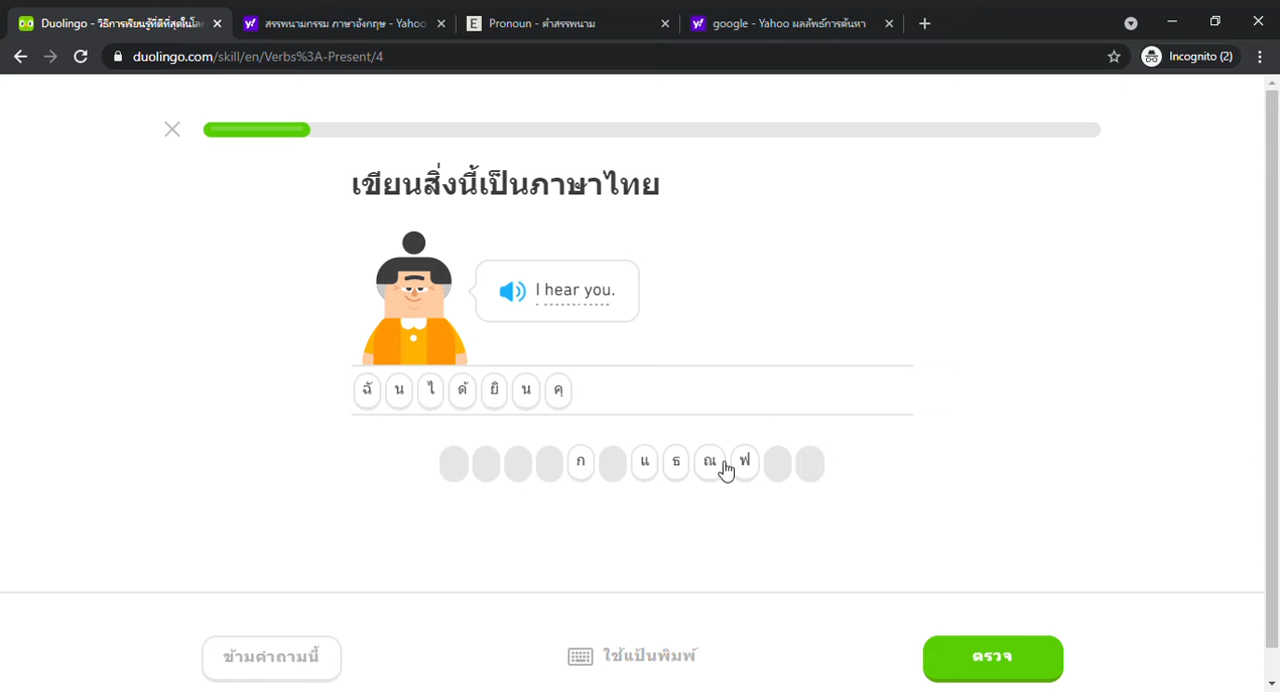 Duolingo - วิธีการเรียนรู้ที่ดีที่สุดในโล
สรรพนามกรรม ภาษาอังกฤษ - Yahoo
E Pronoun - คำสรรพนาม
google - Yahoo ผลลัพธ์การค้นหา
duolingo.com/skill/en/Verbs%3A-Present/4
Incognito (2)
เขียนสิ่งนี้เป็นภาษาไทย
I hear you.
ฉั น ไ ด้ ยิ น คุ
ก แ ธ ณ ฟ
ข้ามคำถามนี้
ใช้แป้นพิมพ์
ตรวจ